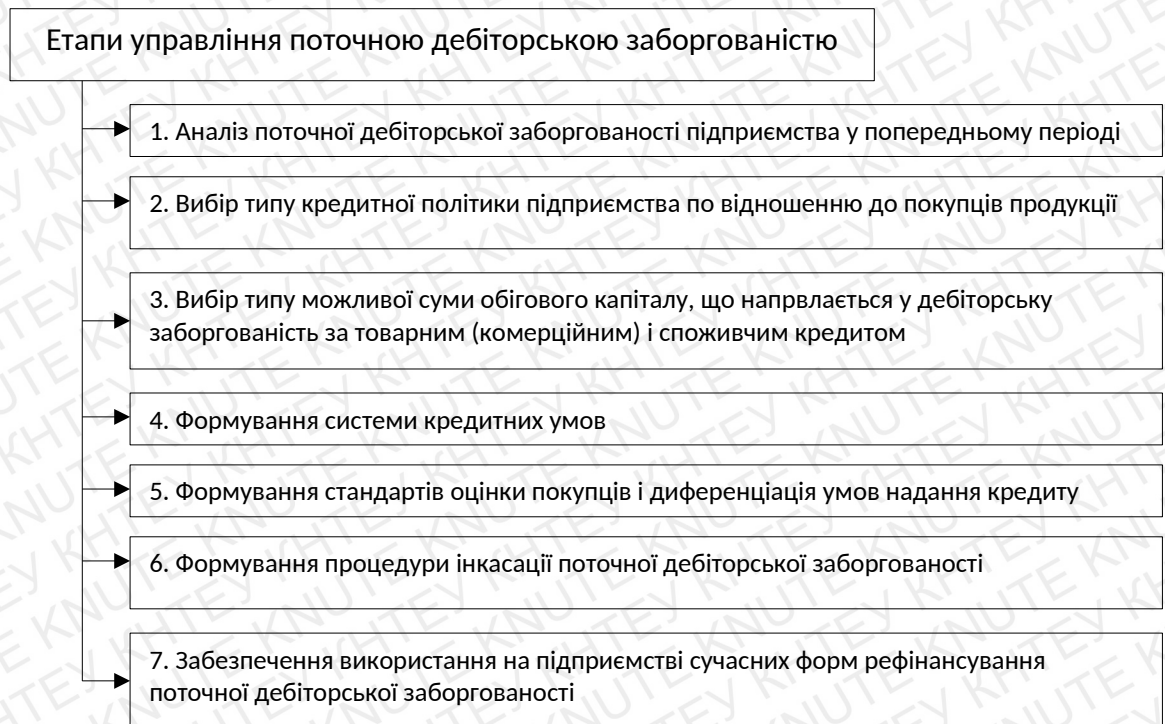 Етапи управління поточною дебіторською заборгованістю
1. Аналіз поточної дебіторської заборгованості підприємства у попередньому періоді
2. Вибір типу кредитної політики підприємства по відношенню до покупців продукції
3. Вибір типу можливої суми обігового капіталу, що напрвлається у дебіторську
заборгованість за товарним (комерційним) і споживчим кредитом
4. Формування системи кредитних умов
5. Формування стандартів оцінки покупців і диференціація умов надання кредиту
6. Формування процедури інкасації поточної дебіторської заборгованості
7. Забезпечення використання на підприємстві сучасних форм рефінансування
поточної дебіторської заборгованості